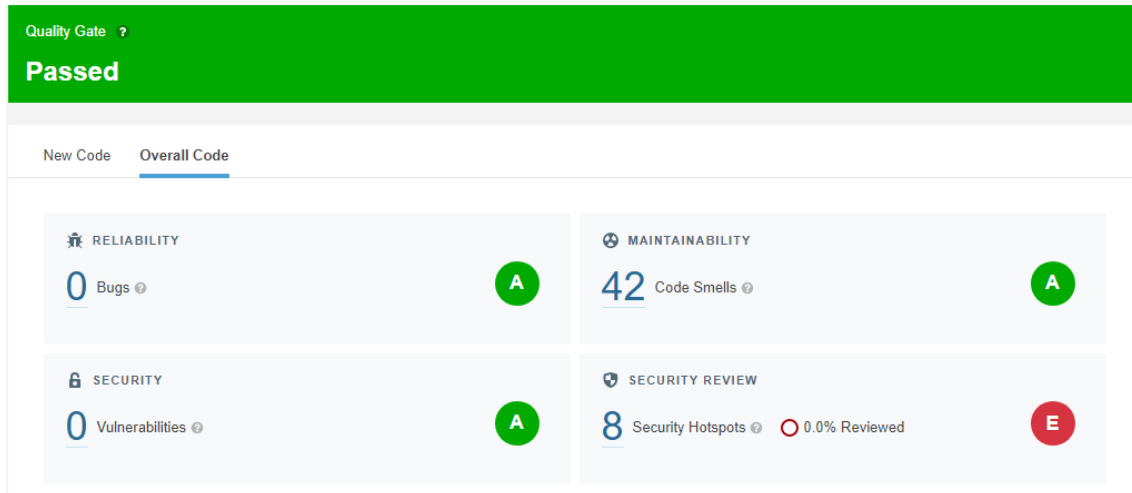 Quality Gate ?
Passed
New Code Overall Code
RELIABILITY
0 Bugs ?
A
MAINTAINABILITY
42 Code Smells ?
A
SECURITY
0 Vulnerabilities ?
A
SECURITY REVIEW
8 Security Hotspots ? 0.0% Reviewed
E